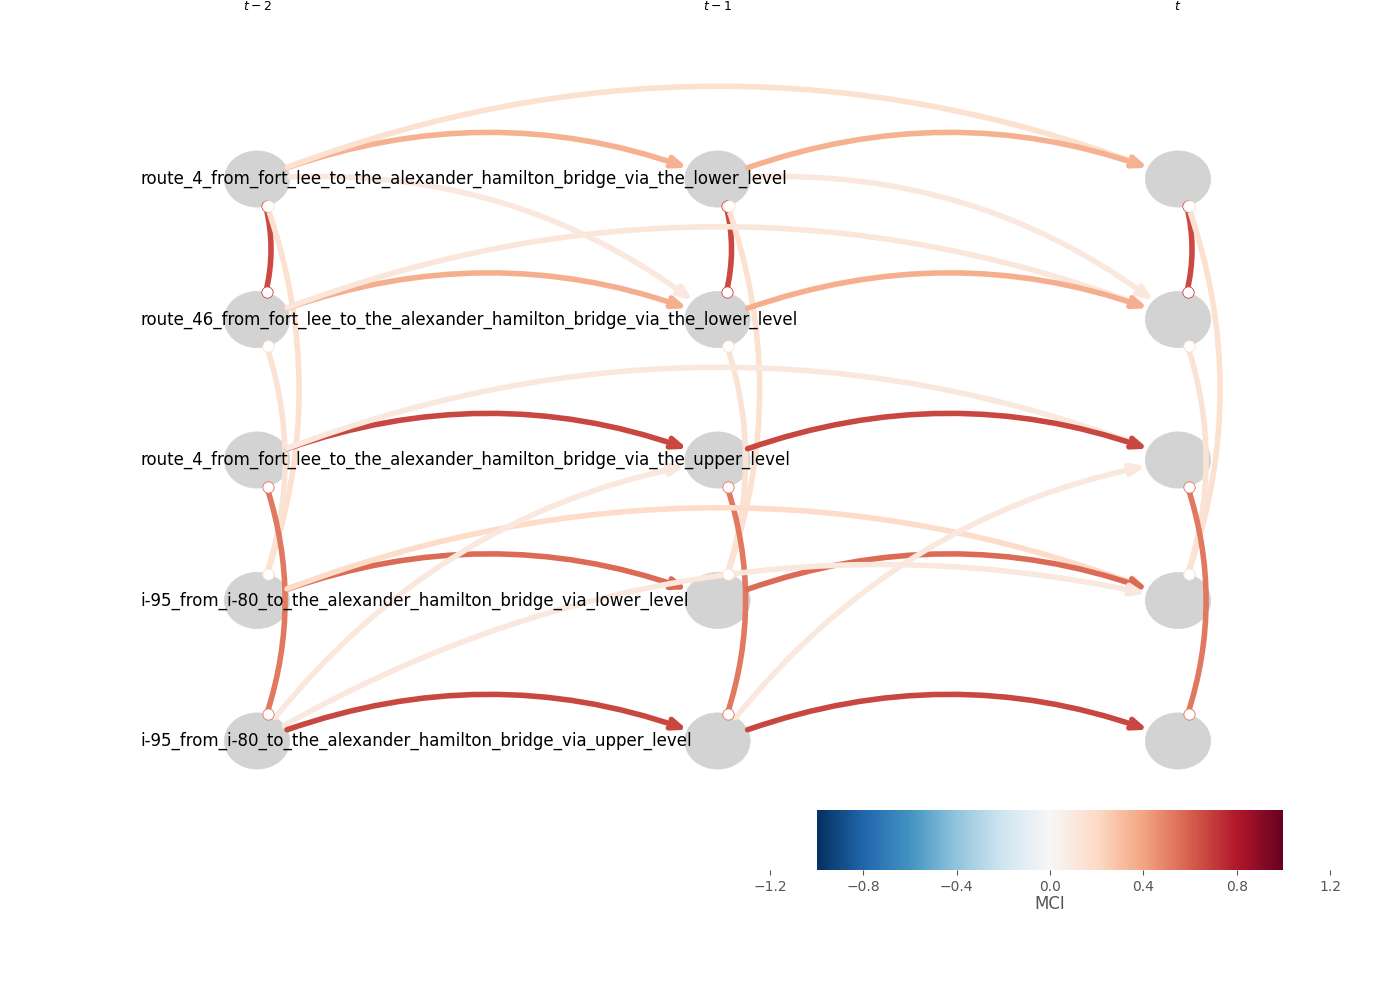 t − 2 t − 1 t
route_4_from_fort_lee_to_the_alexander_hamilton_bridge_via_the_lower_level
route_46_from_fort_lee_to_the_alexander_hamilton_bridge_via_the_lower_level
route_4_from_fort_lee_to_the_alexander_hamilton_bridge_via_the_upper_level
i-95_from_i-80_to_the_alexander_hamilton_bridge_via_lower_level
i-95_from_i-80_to_the_alexander_hamilton_bridge_via_upper_level
−1.2 −0.8 −0.4 0.0 0.4 0.8 1.2
MCI